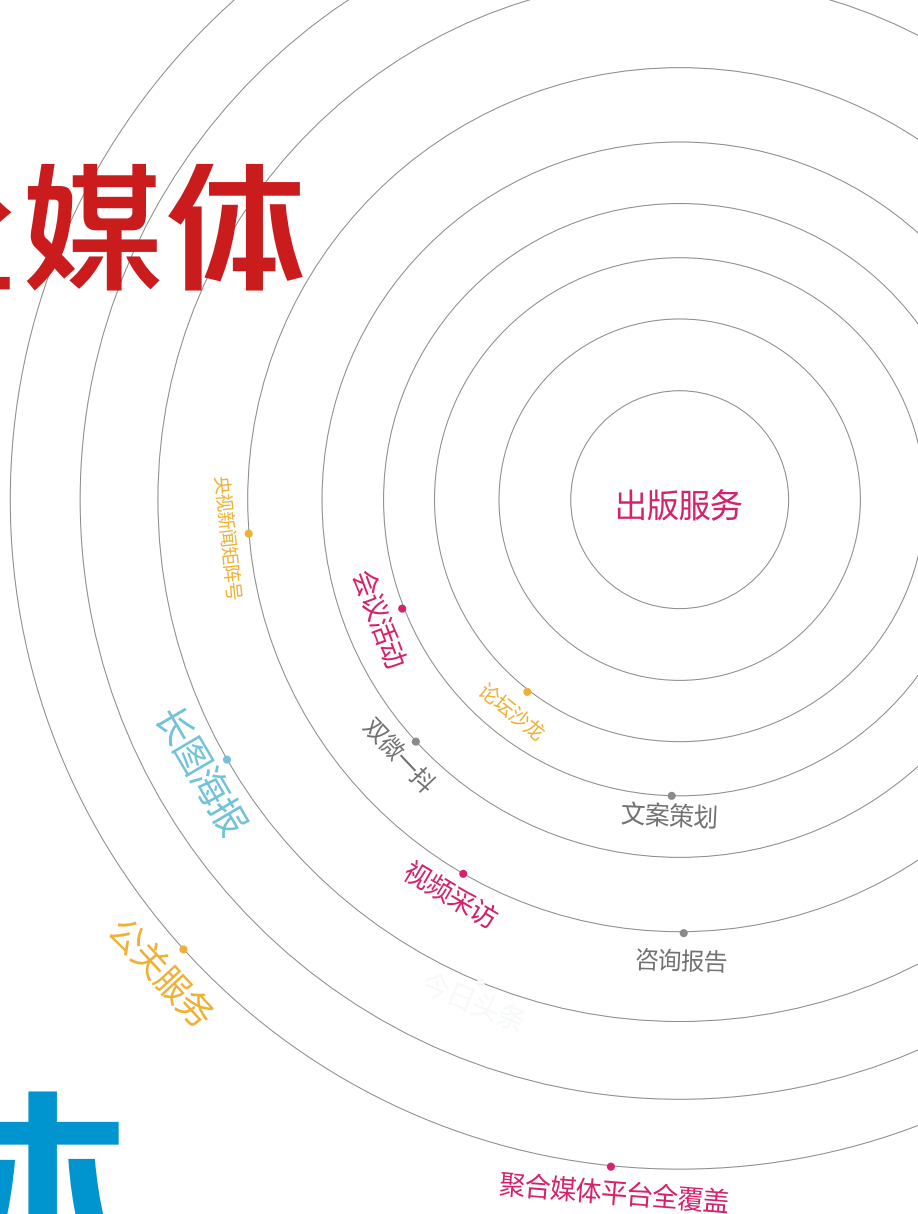 全媒体
央视新闻矩阵号
出版服务
会议活动
论坛沙龙
长图海报
双微一抖
文案策划
视频采访
公关服务
咨询报告
今日头条
体
聚合媒体平台全覆盖